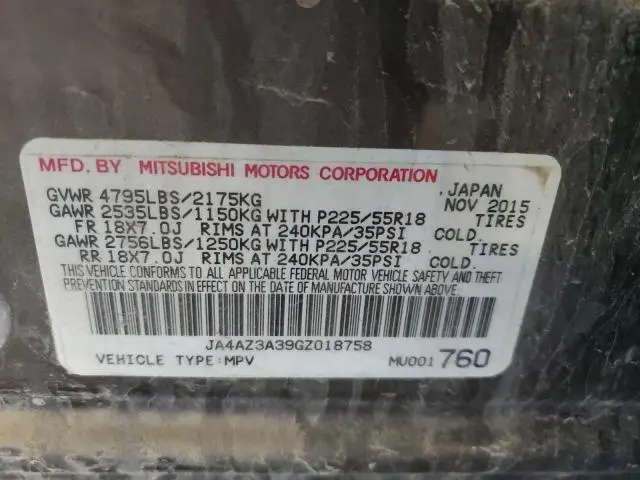 MFD. BY MITSUBISHI MOTORS CORPORATION
GVWR 4795LBS/2175KG JAPAN
GAWR 2535LBS/1150KG WITH P225/55R18 NOV 2015 TIRES
FR 18X7.0J RIMS AT 240KPA/35PSI COLD.
GAWR 2756LBS/1250KG WITH P225/55R18 TIRES
RR 18X7.0J RIMS AT 240KPA/35PSI COLD.
THIS VEHICLE CONFORMS TO ALL APPLICABLE FEDERAL MOTOR VEHICLE SAFETY AND THEFT
PREVENTION STANDARDS IN EFFECT ON THE DATE OF MANUFACTURE SHOWN ABOVE.
JA4AZ3A39GZ018758
VEHICLE TYPE:MPV MU001760